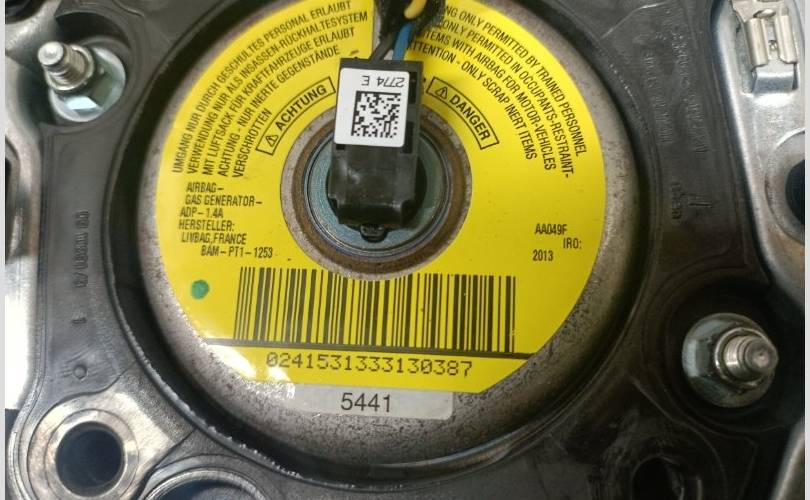 UMGANG NUR DURCH GESCHULTES PERSONAL ERLAUBT
VERWENDUNG NUR ALS INSASSEN-RÜCKHALTESYSTEM
MIT LUFTSACK FÜR KRAFTFAHRZEUGE ERLAUBT
ACHTUNG - NUR INERTE GEGENSTÄNDE
VERSCHROTTEN
ACHTUNG
ING ONLY PERMITTED BY TRAINED PERSONNEL
ONLY PERMITTED IN OCCUPANTS-RESTRAINT-
TEMS WITH AIRBAG FOR MOTOR-VEHICLES
ATTENTION - ONLY SCRAP INERT ITEMS
DANGER
2774 E
AIRBAG-
GAS GENERATOR-
ADP-1.4A
HERSTELLER:
LIVBAG,FRANCE
BAM-PT1-1253
AA049F
IRO:
2013
0241531333130387
5441